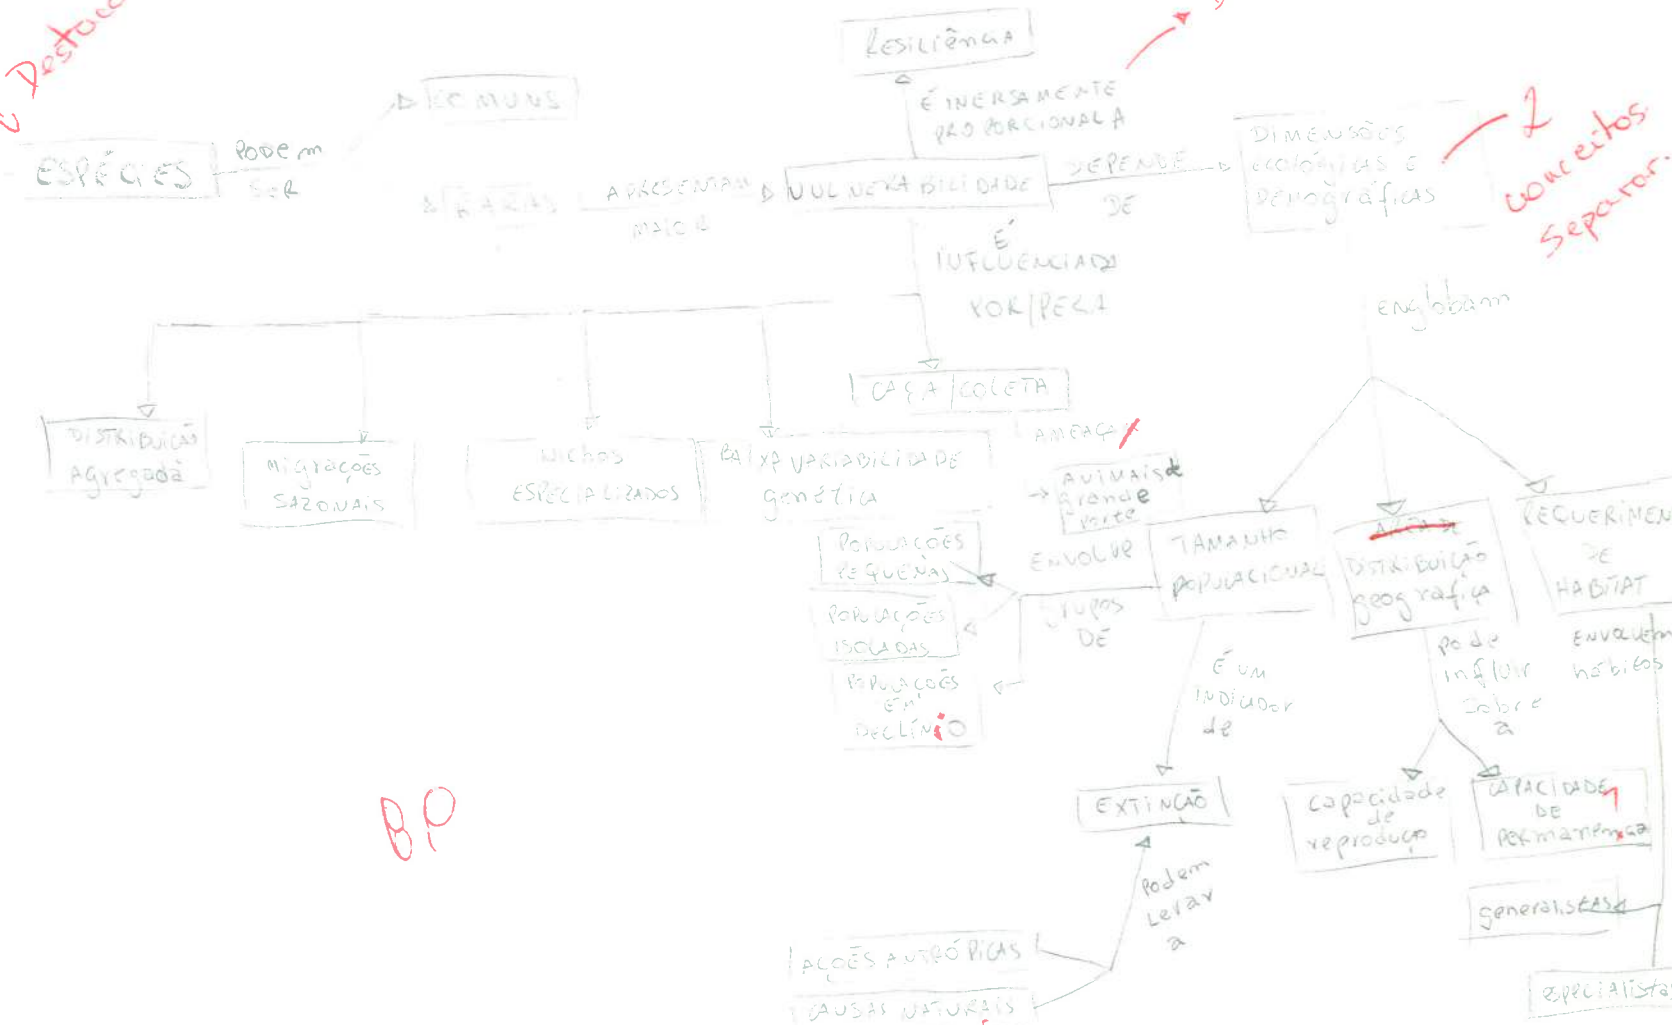 Destaca
RESILIÊNCIA
É INERSAMENTE
PROPORCIONAL A
COMUNS
ESPÉCIES
PODEM
SER
RARAS
APRESENTAM
MAIOR
VULNERABILIDADE
DEPENDE
DE
DIMENSÕES
ecológicas e
DEMOgráficas
2
conceitos
separar.
É
INFLUENCIADA
POR/PELA
englobam
CAÇA/COLETA
AMEAÇA
ANIMAIS de
grande
Porte
DISTRIBUIÇÃO
Agregada
Migrações
SAZONAIS
Nichos
ESPECIALIZADOS
BAIXA VARIABILIDADE
genética
POPULAÇÕES
PEQUENAS
POPULAÇÕES
ISOLADAS
POPULAÇÕES
EM
DECLÍNiO
ENVOLVE
grupos
DE
TAMANHO
POPULACIONAL
DISTRIBUIÇÃO
geográfica
REQUERIMEN
DE
HABITAT
É UM
INDICADOR
de
pode
influir
sobre
a
ENVOLVEm
hábitos
EXTINÇÃO
capacidade
de
reproduçao
CAPACIDADE
DE
Permanência
Podem
Levar
a
generalistas
especialistas
AÇÕES ANTRÓPICAS
CAUSAS NATURAIS
BP